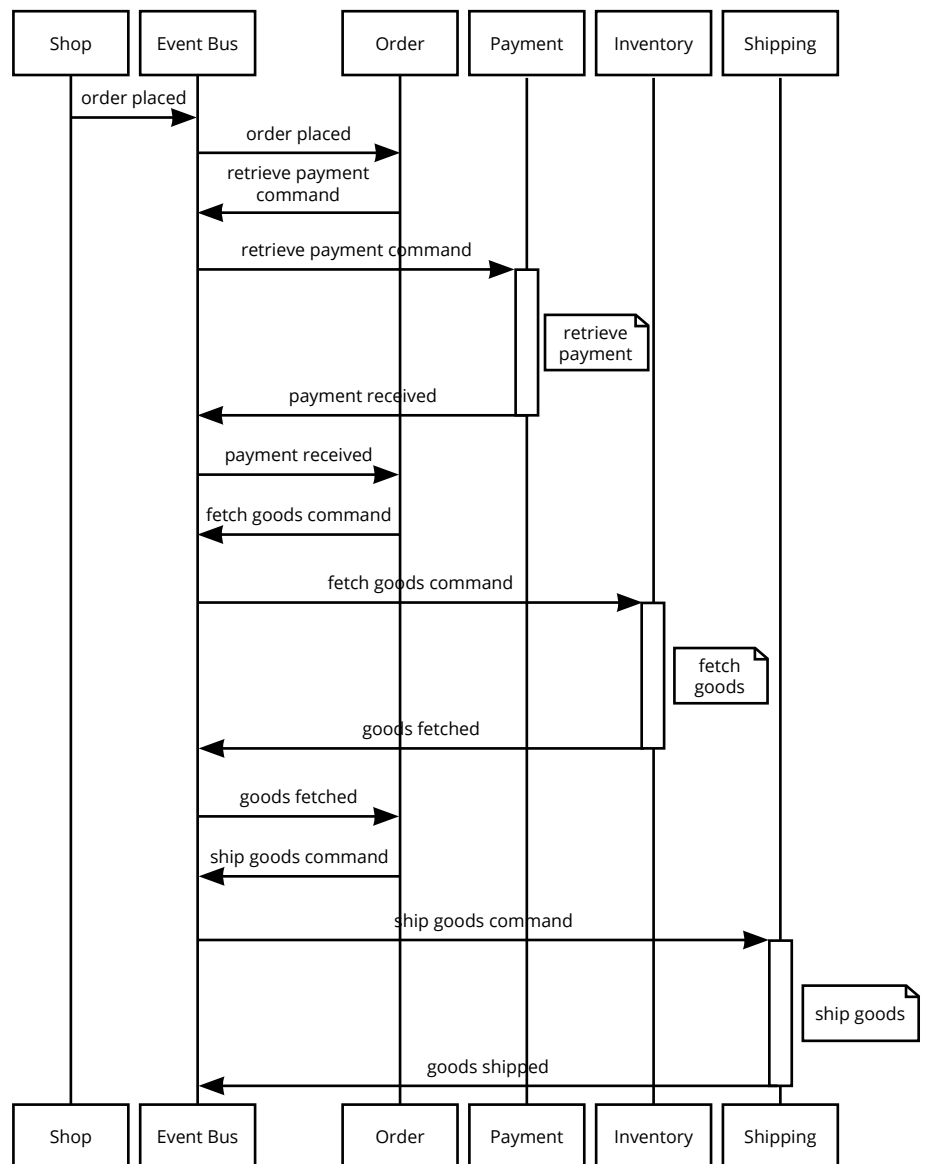 Shop
Event Bus
Order
Payment
Inventory
Shipping
order placed
order placed
retrieve payment
command
retrieve payment command
retrieve
payment
payment received
payment received
fetch goods command
fetch goods command
fetch
goods
goods fetched
goods fetched
ship goods command
ship goods command
ship goods
goods shipped
Shop
Event Bus
Order
Payment
Inventory
Shipping